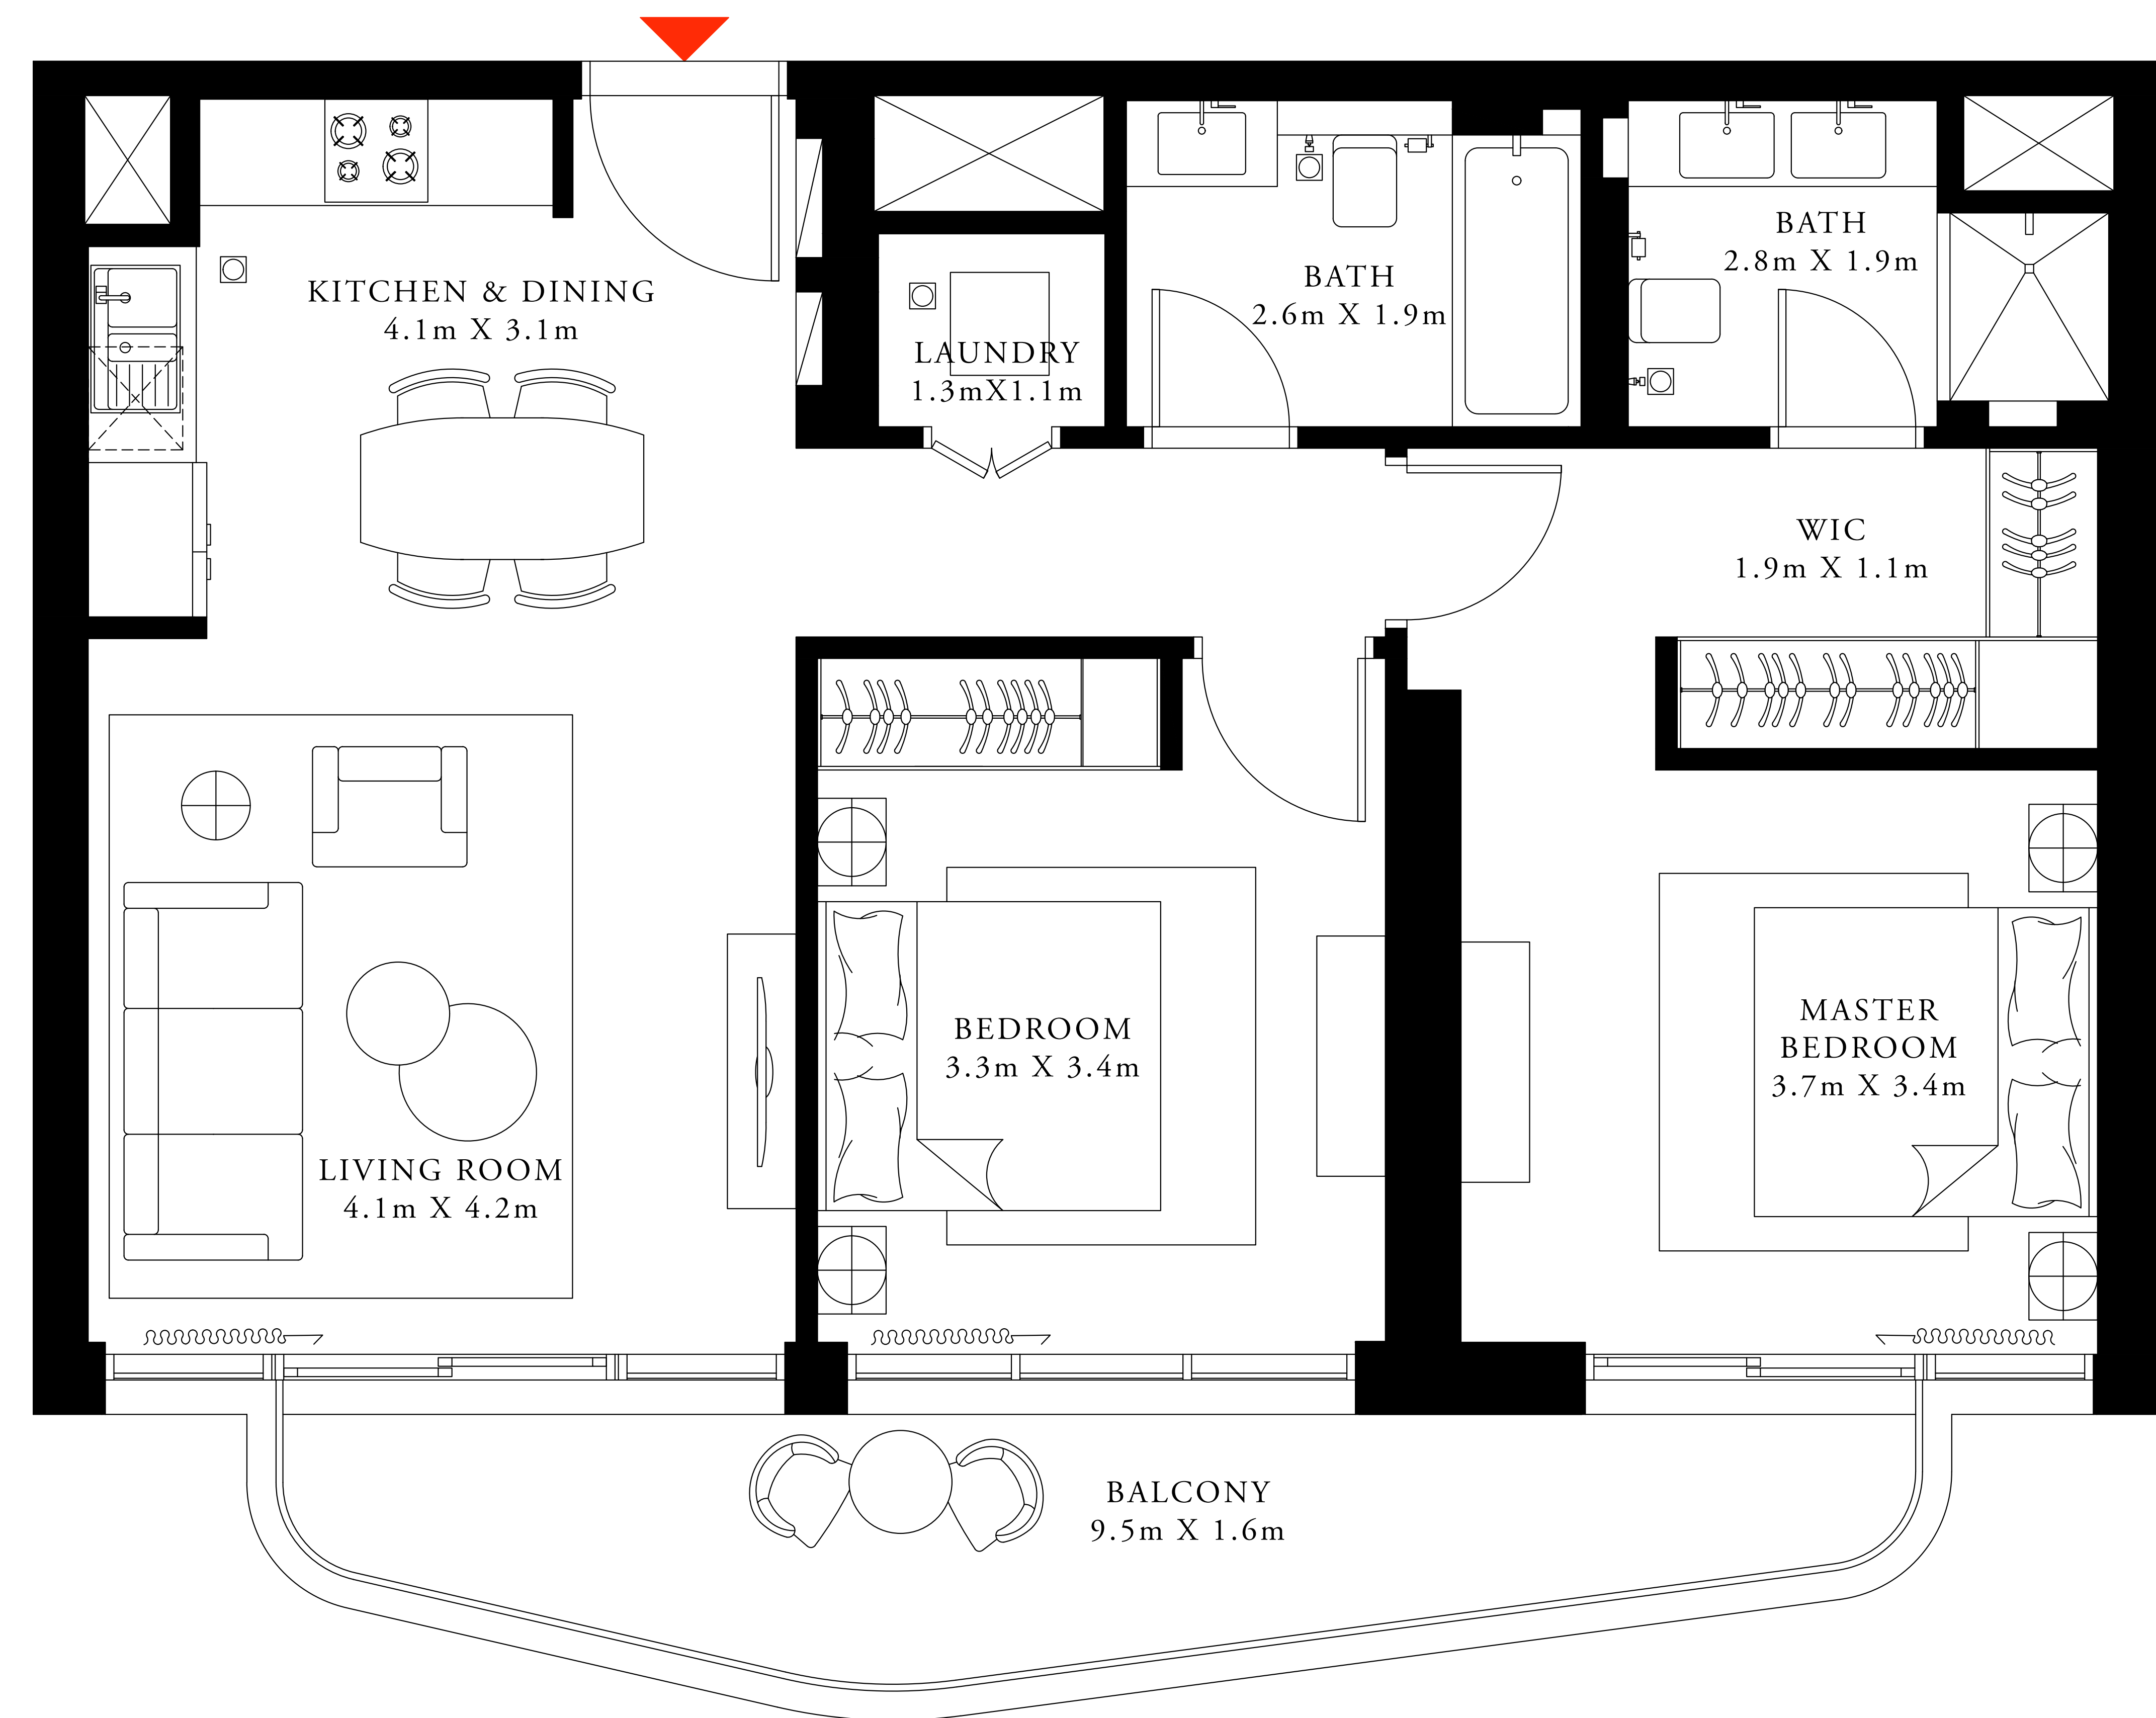 KITCHEN & DINING
4.1m X 3.1m
LAUNDRY
1.3mX1.1m
BATH
2.6m X 1.9m
BATH
2.8m X 1.9m
WIC
1.9m X 1.1m
LIVING ROOM
4.1m X 4.2m
BEDROOM
3.3m X 3.4m
MASTER
BEDROOM
3.7m X 3.4m
BALCONY
9.5m X 1.6m